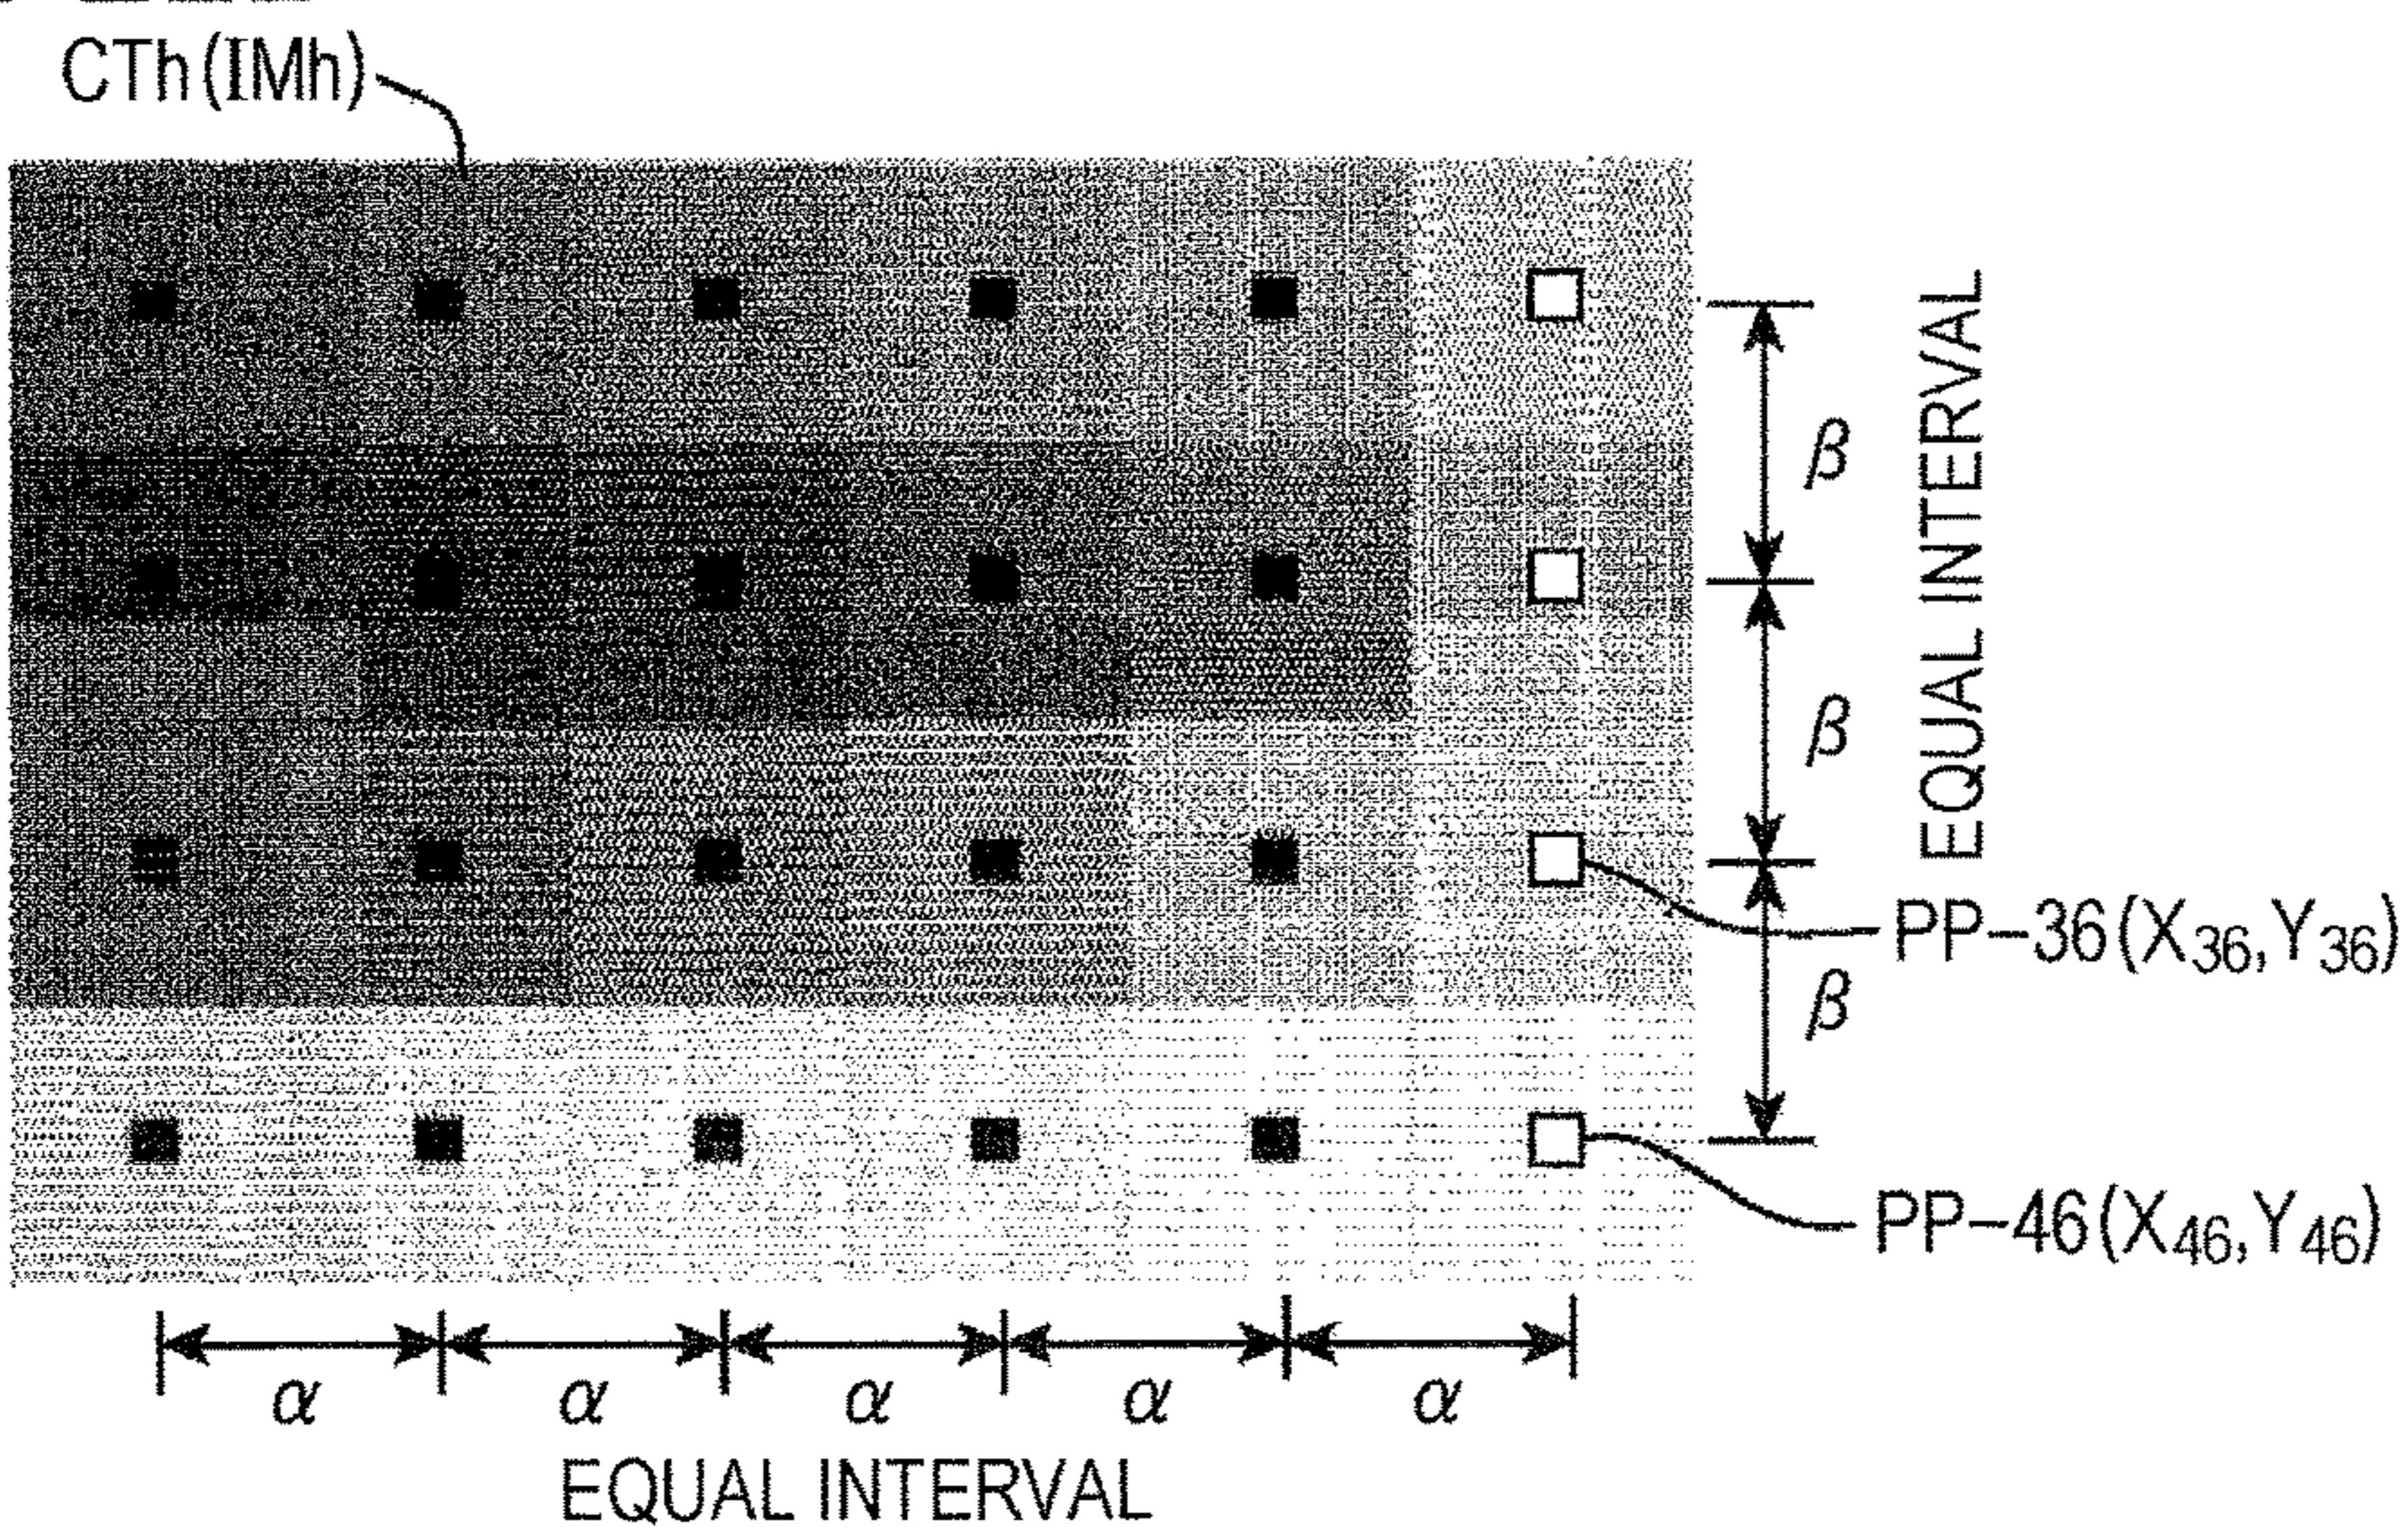 CTh(IMh)
β
β
β
EQUAL INTERVAL
PP-36(X36,Y36)
PP-46(X46,Y46)
α α α α α
EQUAL INTERVAL